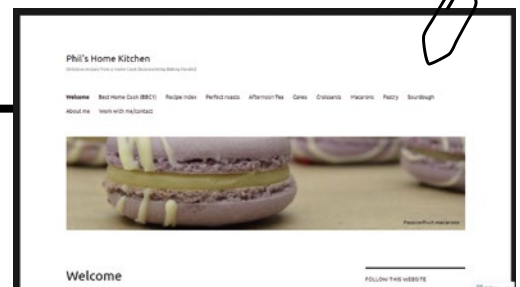 Phil's Home Kitchen
Welcome Best Home Cook (BBC1) Recipe index Perfect roasts Afternoon Tea Cakes Croissants Macarons Pastry Sourdough
About me Work with me/contact
Passionfruit macarons
Welcome
FOLLOW THIS WEBSITE